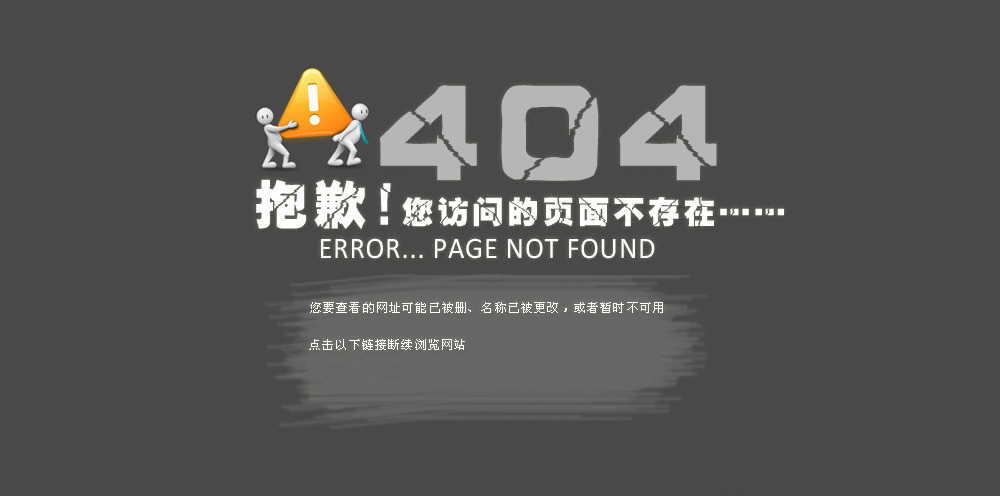 404
抱歉!您访问的页面不存在……
ERROR... PAGE NOT FOUND
您要查看的网址可能已被删、名称已被更改，或者暂时不可用
点击以下链接断续浏览网站